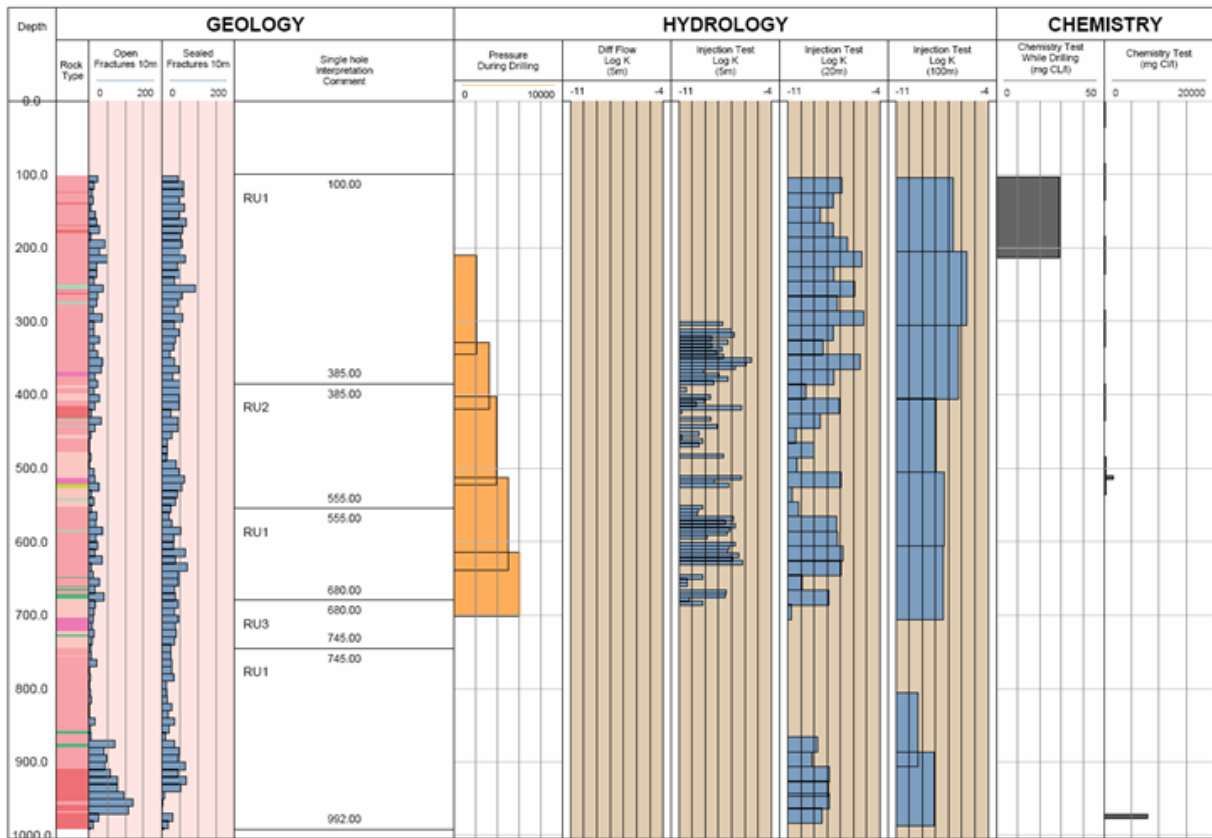 Depth
GEOLOGY
HYDROLOGY
CHEMISTRY
Rock
Type
Open
Fractures 10m
0 200
Sealed
Fractures 10m
0 200
Single hole
Interpretation
Comment
Pressure
During Drilling
0 10000
Diff Flow
Log K
(5m)
-11 -4
Injection Test
Log K
(5m)
-11 -4
Injection Test
Log K
(20m)
-11 -4
Injection Test
Log K
(100m)
-11 -4
Chemistry Test
While Drilling
(mg CL/l)
0 50
Chemistry Test
(mg Cl/l)
0 20000
0.0
100.0
200.0
300.0
400.0
500.0
600.0
700.0
800.0
900.0
1000.0
100.00
RU1
385.00
385.00
RU2
555.00
555.00
RU1
680.00
680.00
RU3
745.00
745.00
RU1
992.00